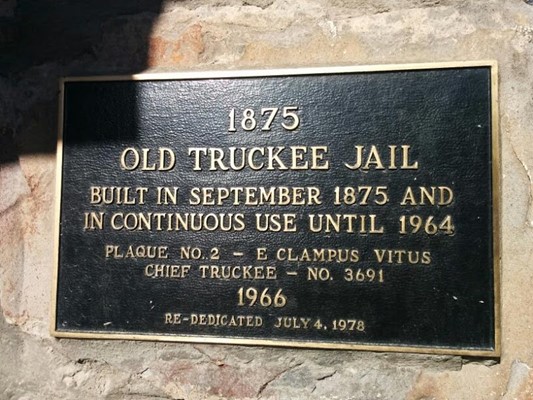 1875
OLD TRUCKEE JAIL
BUILT IN SEPTEMBER 1875 AND
IN CONTINUOUS USE UNTIL 1964
PLAQUE NO. 2 - E CLAMPUS VITUS
CHIEF TRUCKEE - NO. 3691
1966
RE-DEDICATED JULY 4, 1978